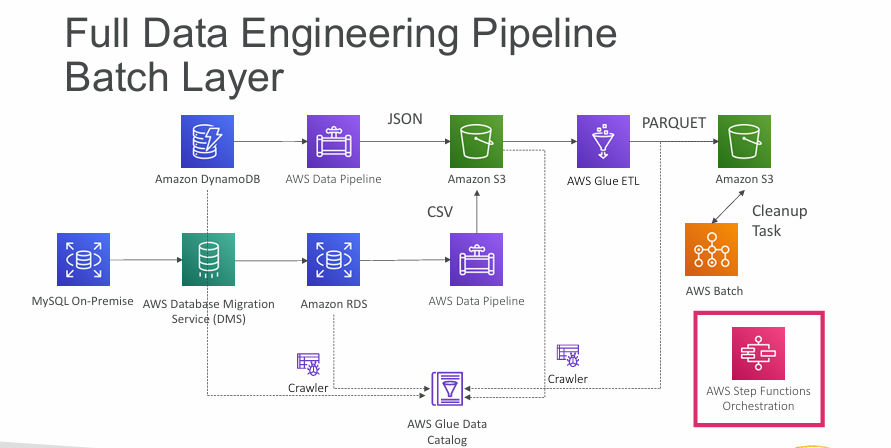 Full Data Engineering Pipeline
Batch Layer
JSON
PARQUET
Amazon DynamoDB
AWS Data Pipeline
Amazon S3
AWS Glue ETL
Amazon S3
CSV
Cleanup
Task
MySQL On-Premise
AWS Database Migration
Service (DMS)
Amazon RDS
AWS Data Pipeline
AWS Batch
Crawler
Crawler
AWS Step Functions
Orchestration
AWS Glue Data
Catalog